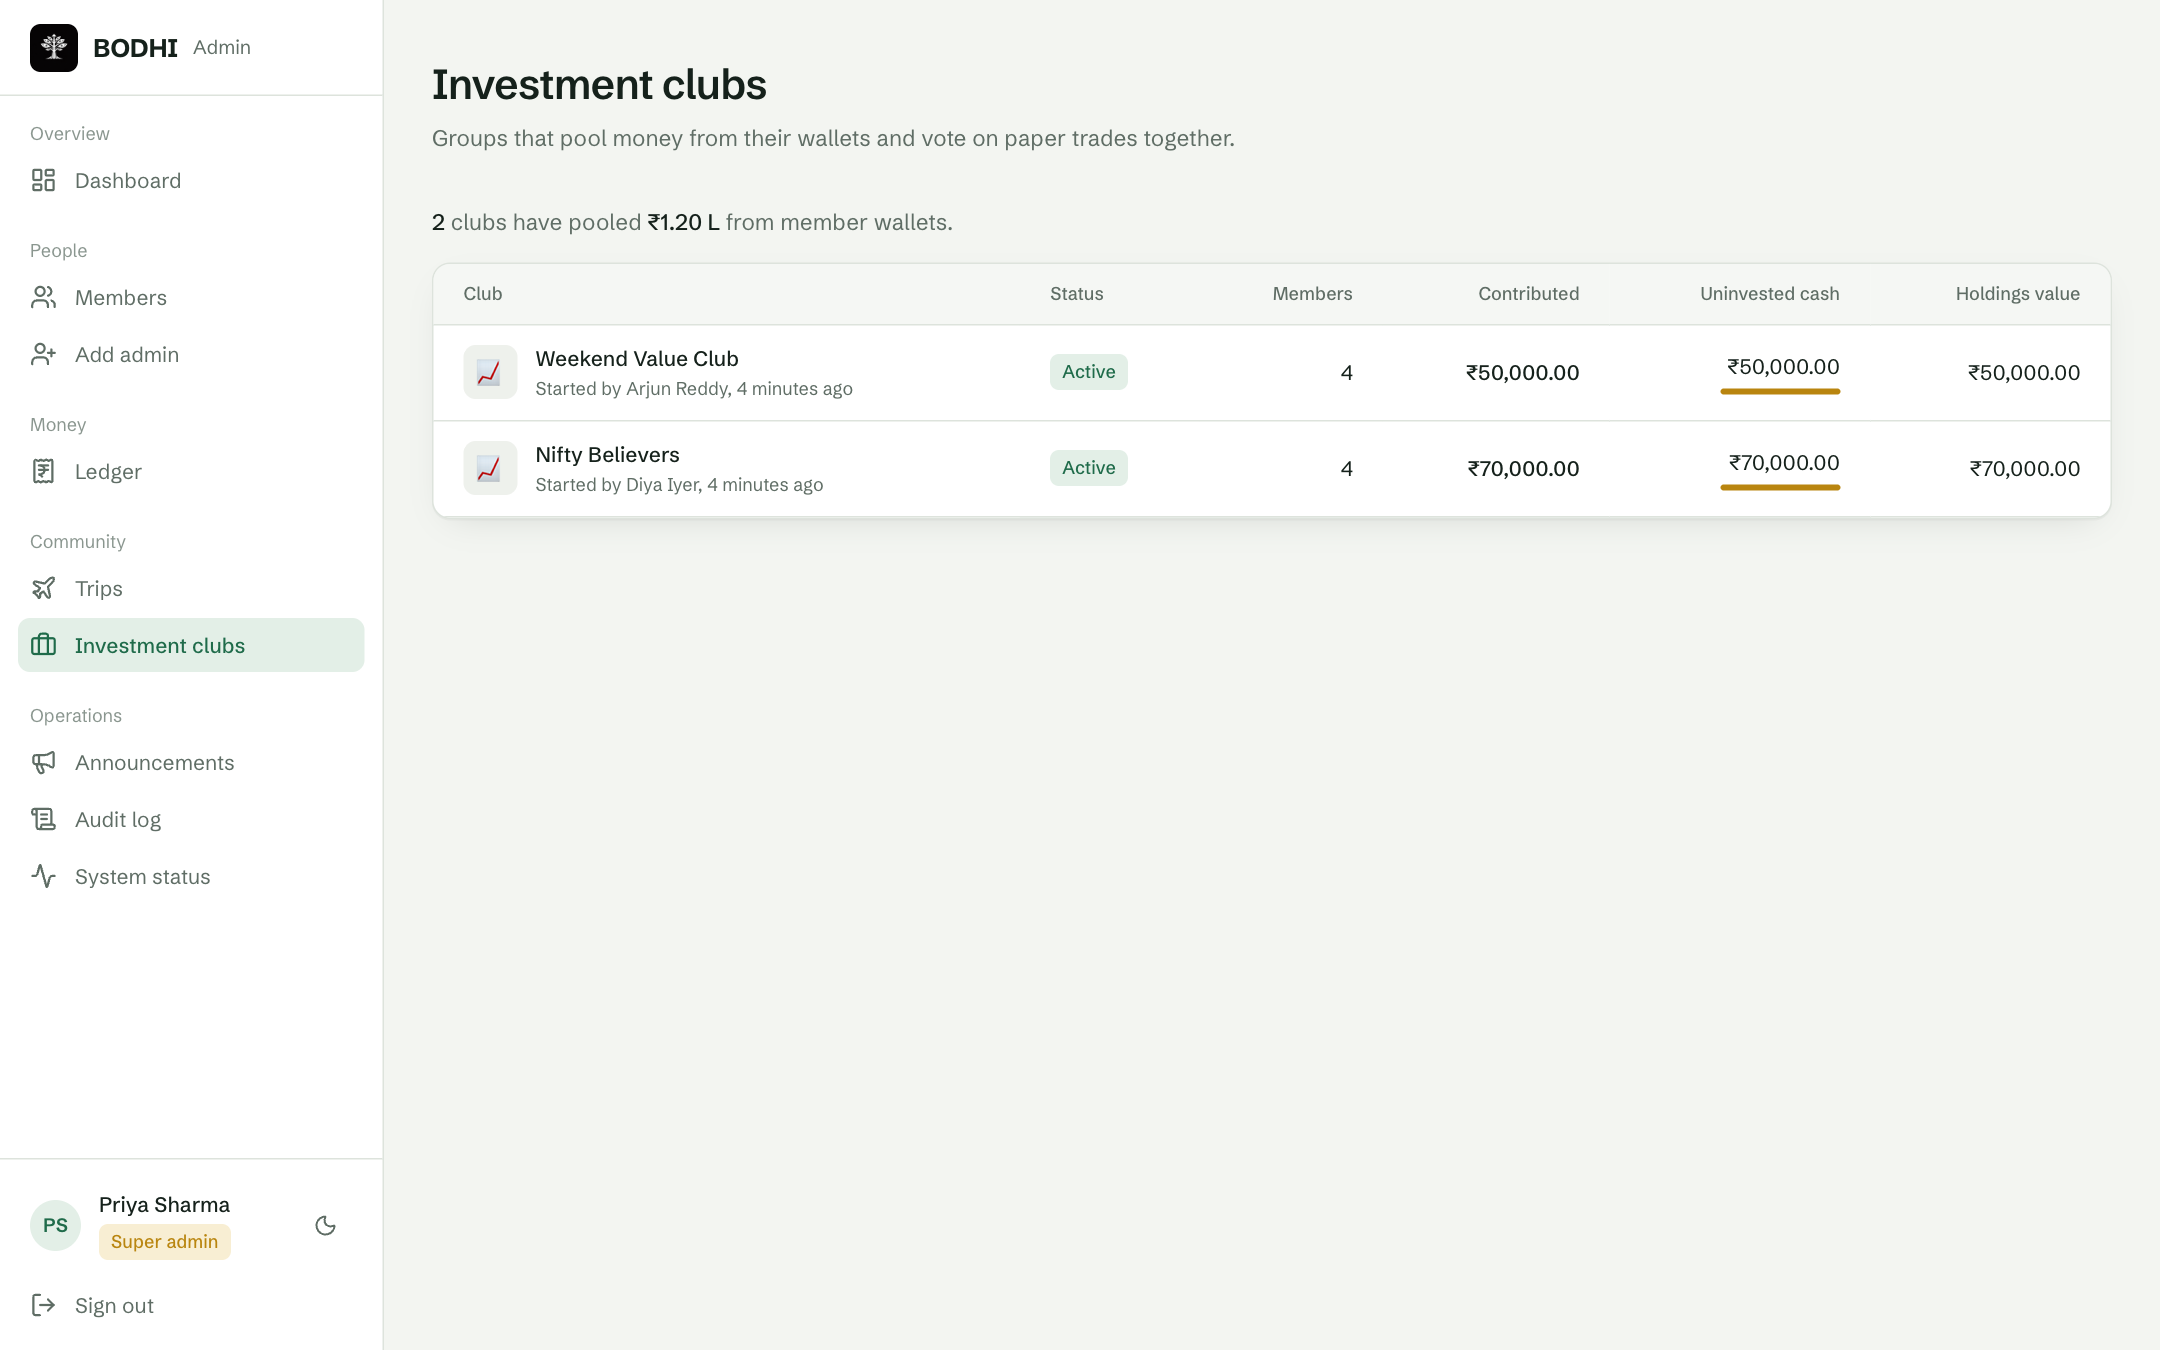 BODHI Admin
Overview
Dashboard
People
Members
Add admin
Money
Ledger
Community
Trips
Investment clubs
Operations
Announcements
Audit log
System status
PS
Priya Sharma
Super admin
Sign out
Investment clubs
Groups that pool money from their wallets and vote on paper trades together.
2 clubs have pooled ₹1.20 L from member wallets.
Club Status Members Contributed Uninvested cash Holdings value
Weekend Value Club
Started by Arjun Reddy, 4 minutes ago
Active 4 ₹50,000.00 ₹50,000.00 ₹50,000.00
Nifty Believers
Started by Diya Iyer, 4 minutes ago
Active 4 ₹70,000.00 ₹70,000.00 ₹70,000.00